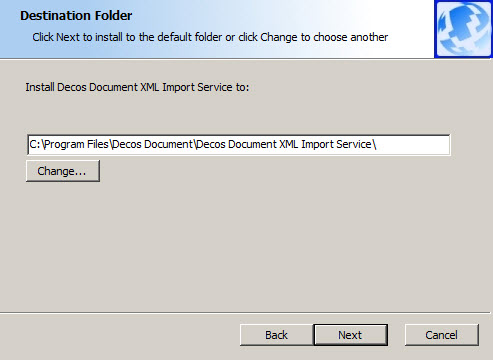 Destination Folder
Click Next to install to the default folder or click Change to choose another
Install Decos Document XML Import Service to:
C:\Program Files\Decos Document\Decos Document XML Import Service\
Change...
Back Next Cancel